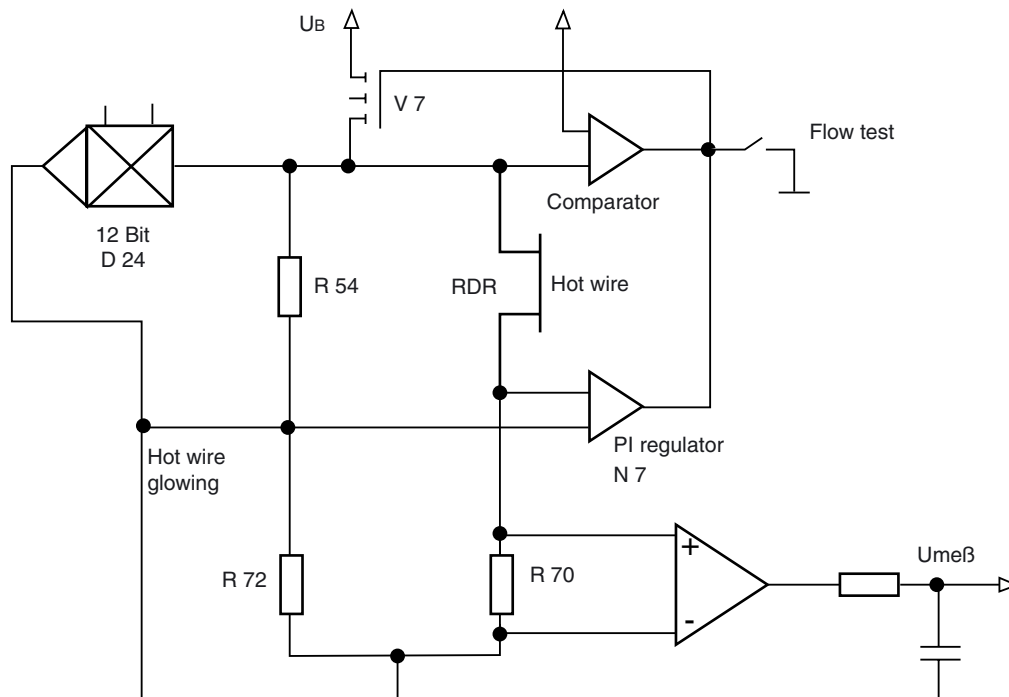 UB
V 7
Flow test
Comparator
12 Bit
D 24
R 54
RDR
Hot wire
Hot wire
glowing
PI regulator
N 7
R 72
R 70
+
-
Umeß